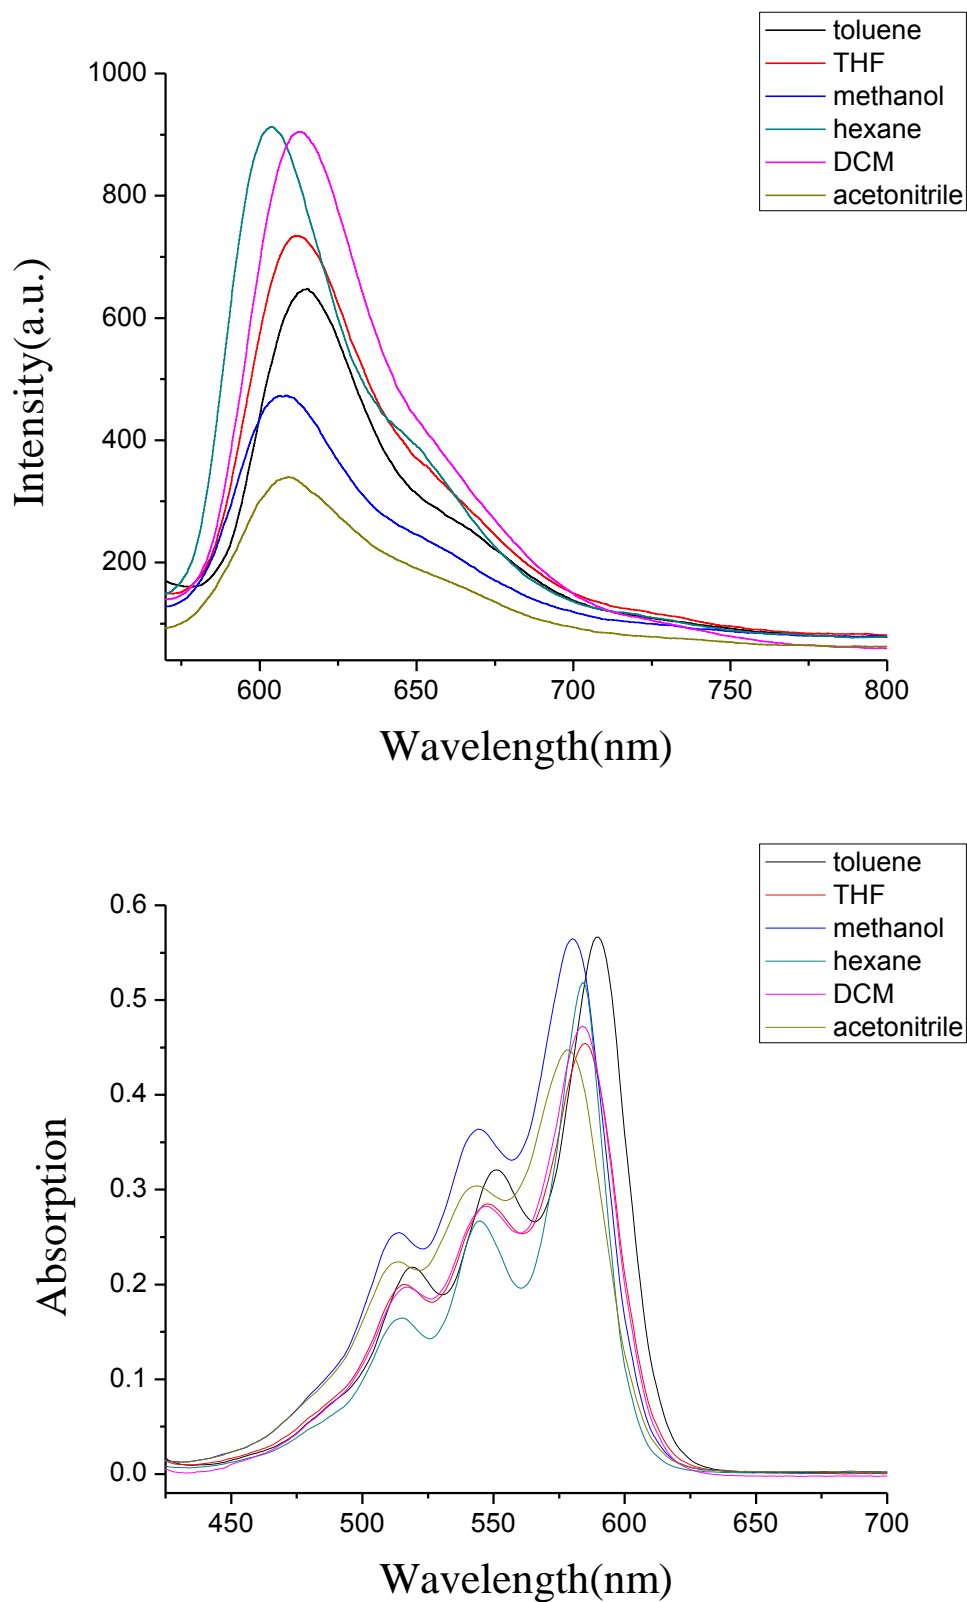 toluene
THF
methanol
hexane
DCM
acetonitrile
1000
800
600
400
200
Intensity(a.u.)
600 650 700 750 800
Wavelength(nm)
toluene
THF
methanol
hexane
DCM
acetonitrile
0.6
0.5
0.4
0.3
0.2
0.1
0.0
Absorption
450 500 550 600 650 700
Wavelength(nm)